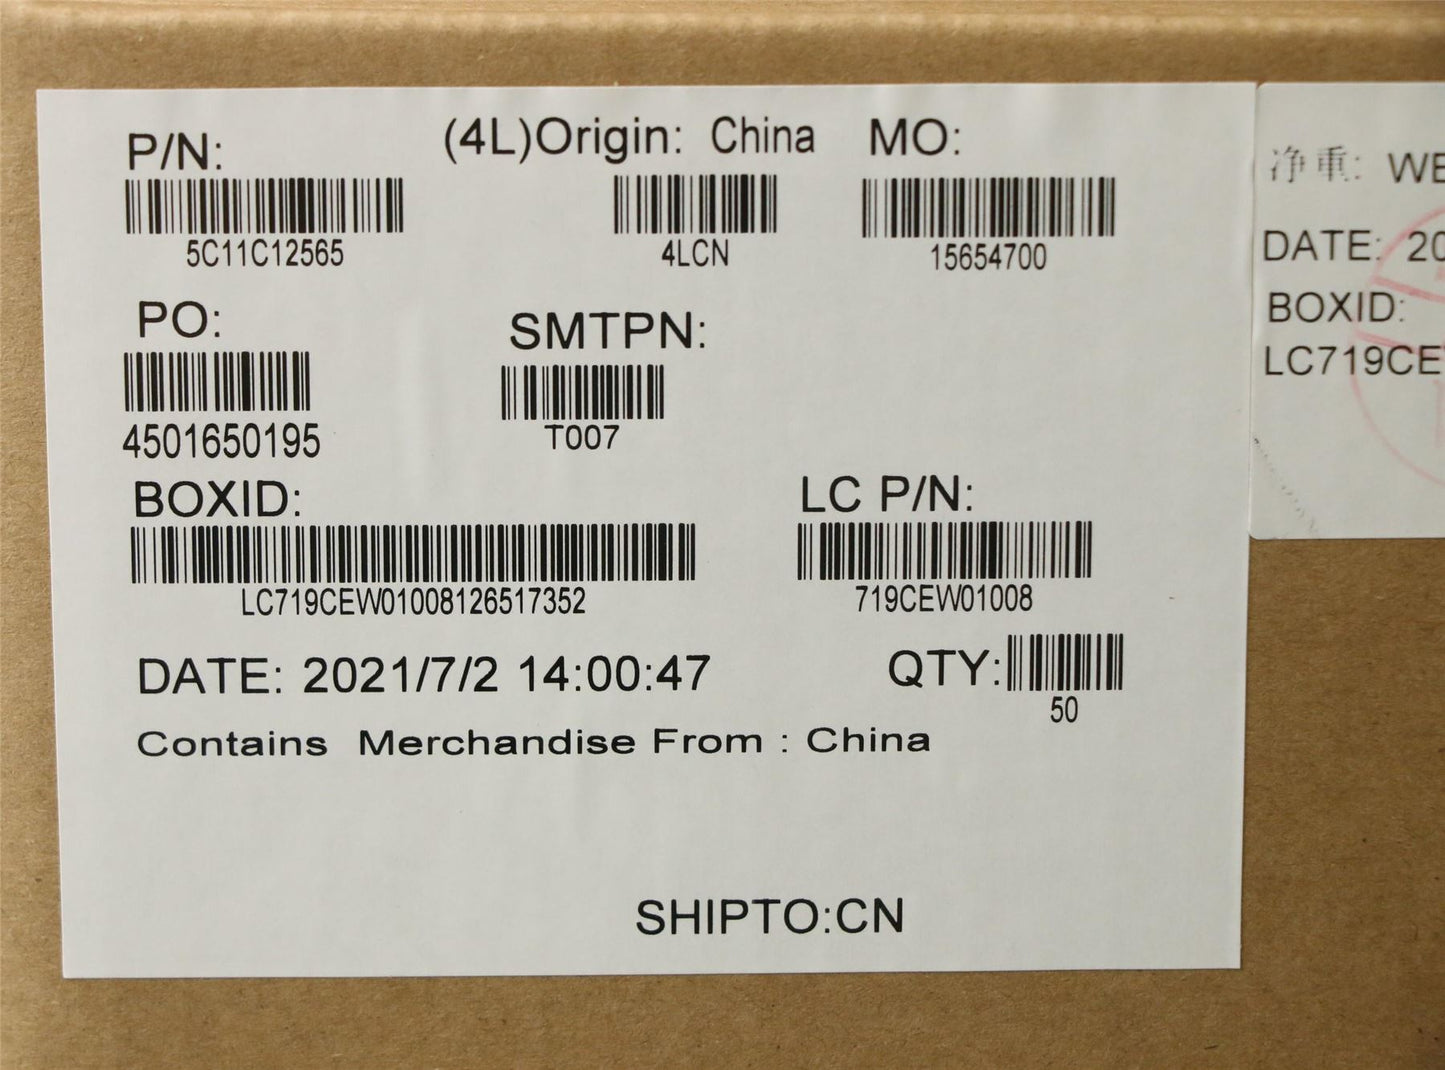 P/N: (4L)Origin: China MO:
5C11C12565 4LCN 15654700
PO: SMTPN:
4501650195 T007
BOXID: LC P/N:
LC719CEW01008126517352 719CEW01008
DATE: 2021/7/2 14:00:47 QTY:
50
Contains Merchandise From : China
SHIPTO:CN
净重:
DATE: 20
BOXID:
LC719CE